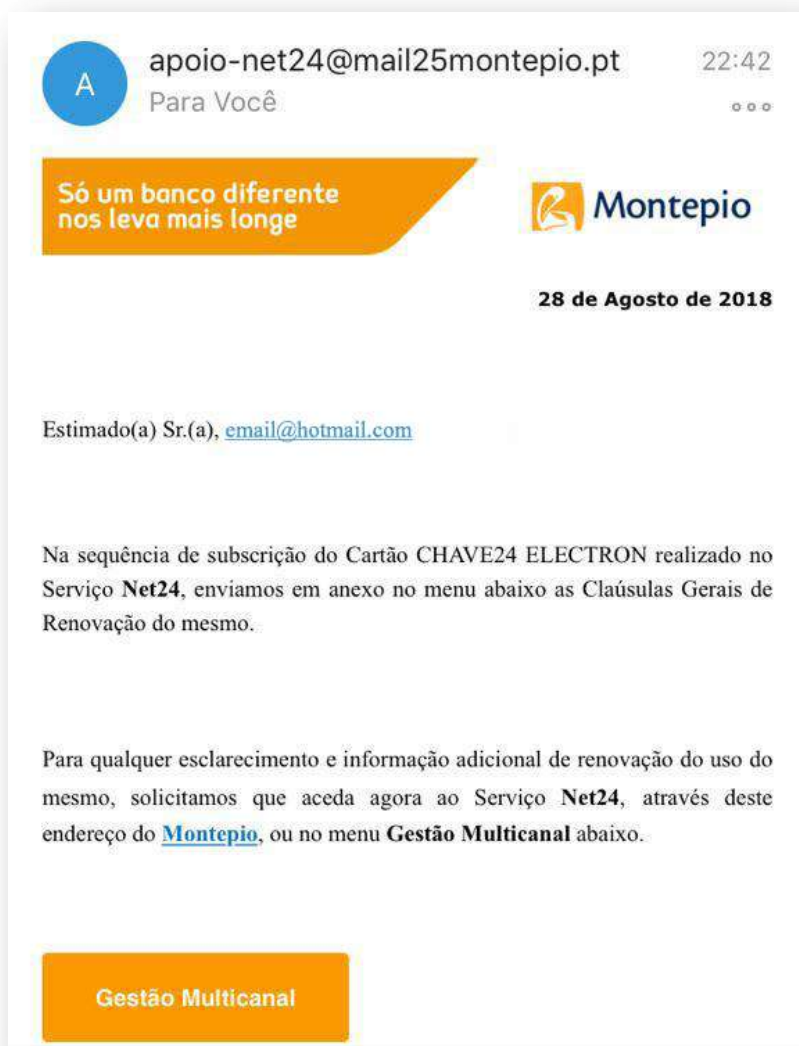 A
apoio-net24@mail25montepio.pt 22:42
Para Você
Só um banco diferente
nos leva mais longe
Montepio
28 de Agosto de 2018
Estimado(a) Sr.(a), email@hotmail.com
Na sequência de subscrição do Cartão CHAVE24 ELECTRON realizado no
Serviço Net24, enviamos em anexo no menu abaixo as Claúsulas Gerais de
Renovação do mesmo.
Para qualquer esclarecimento e informação adicional de renovação do uso do
mesmo, solicitamos que aceda agora ao Serviço Net24, através deste
endereço do Montepio, ou no menu Gestão Multicanal abaixo.
Gestão Multicanal